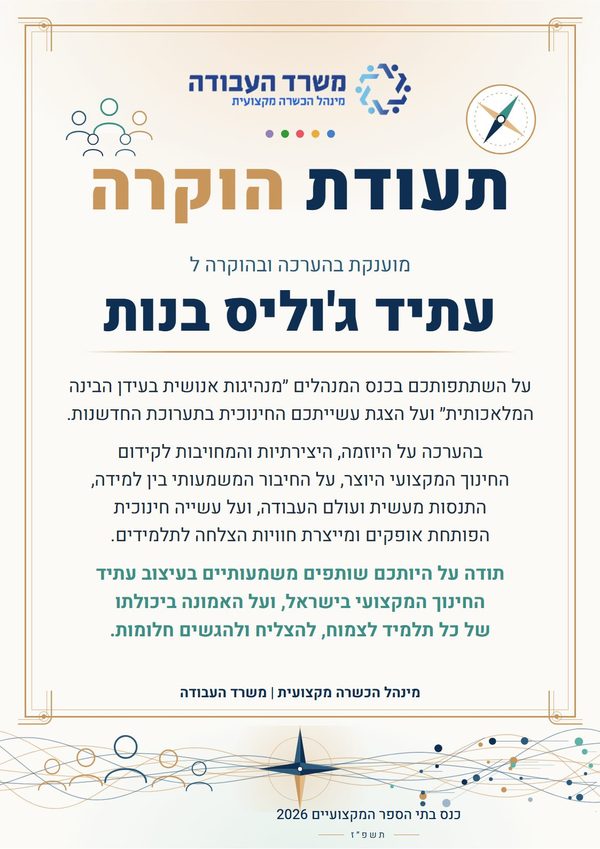 משרד העבודה
מינהל הכשרה מקצועית
תעודת הוקרה
מוענקת בהערכה ובהוקרה ל
עתיד ג'וליס בנות
על השתתפותכם בכנס המנהלים "מנהיגות אנושית בעידן הבינה
המלאכותית" ועל הצגת עשייתכם החינוכית בתערוכת החדשנות.
בהערכה על היוזמה, היצירתיות והמחויבות לקידום
החינוך המקצועי היוצר, על החיבור המשמעותי בין למידה,
התנסות מעשית ועולם העבודה, ועל עשייה חינוכית
הפותחת אופקים ומייצרת חוויות הצלחה לתלמידים.
תודה על היותכם שותפים משמעותיים בעיצוב עתיד
החינוך המקצועי בישראל, ועל האמונה ביכולתו
של כל תלמיד לצמוח, להצליח ולהגשים חלומות.
מינהל הכשרה מקצועית | משרד העבודה
כנס בתי הספר המקצועיים 2026
תשפ"ז